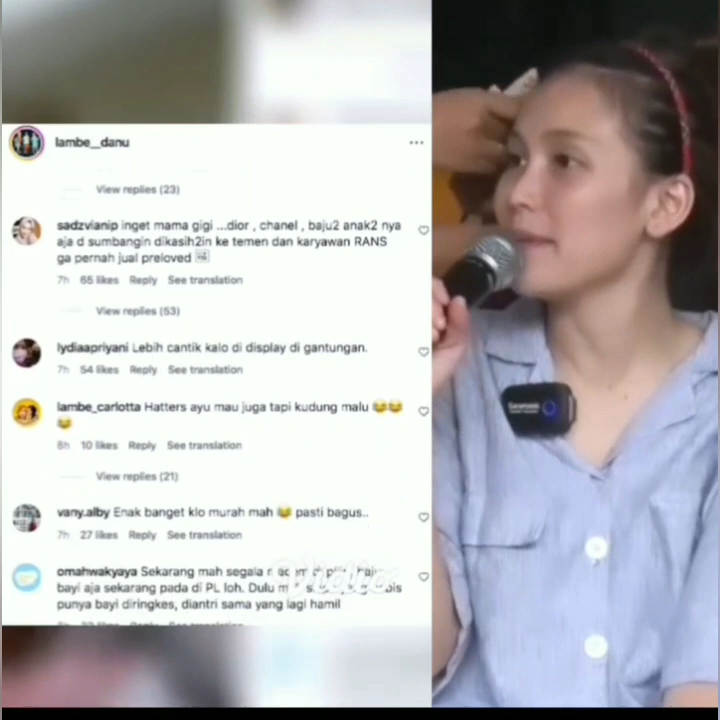 lambe__danu
View replies (23)
sadzvianip inget mama gigi ...dior , chanel , baju2 anak2 nya
aja d sumbangin dikasih2in ke temen dan karyawan RANS
ga pernah jual preloved
7h 65 likes Reply See translation
View replies (53)
lydiaapriyani Lebih cantik kalo di display di gantungan.
7h 54 likes Reply See translation
lambe_carlotta Hatters ayu mau juga tapi kudung malu 😂😂
😂
8h 10 likes Reply See translation
View replies (21)
vany.alby Enak banget klo murah mah 😂 pasti bagus..
7h 27 likes Reply See translation
omahwakyaya Sekarang mah segala
bayi aja sekarang pada di PL loh. Dulu
punya bayi diringkes, diantri sama yang lagi hamil
Saramonic